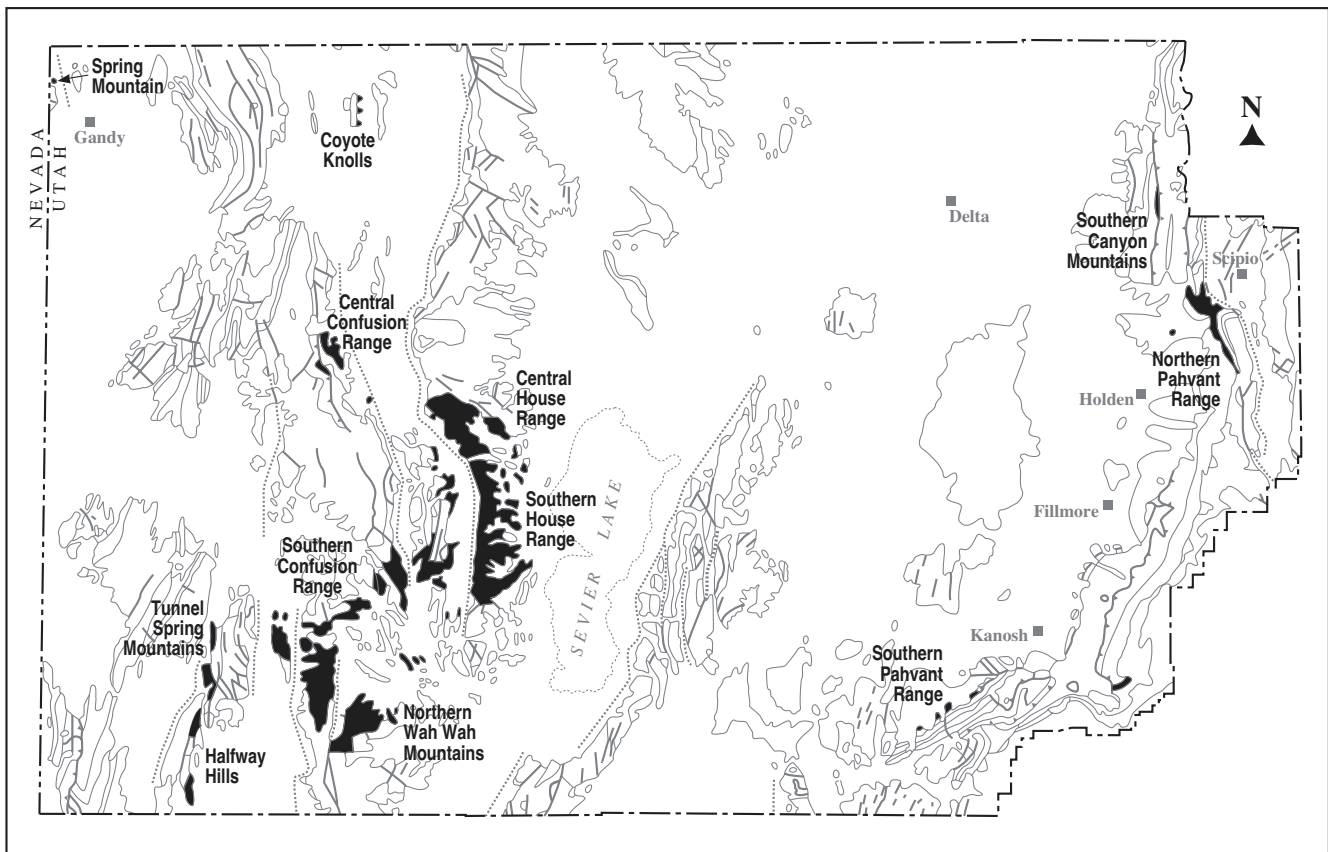 Spring
Mountain
Gandy
NEVADA
UTAH
Coyote
Knolls
N
Delta
Southern
Canyon
Mountains
Scipio
Central
Confusion
Range
Northern
Pahvant
Range
Central
House
Range
Holden
Southern
House
Range
SEVIER LAKE
Fillmore
Southern
Confusion
Range
Tunnel
Spring
Mountains
Kanosh
Southern
Pahvant
Range
Northern
Wah Wah
Mountains
Halfway
Hills